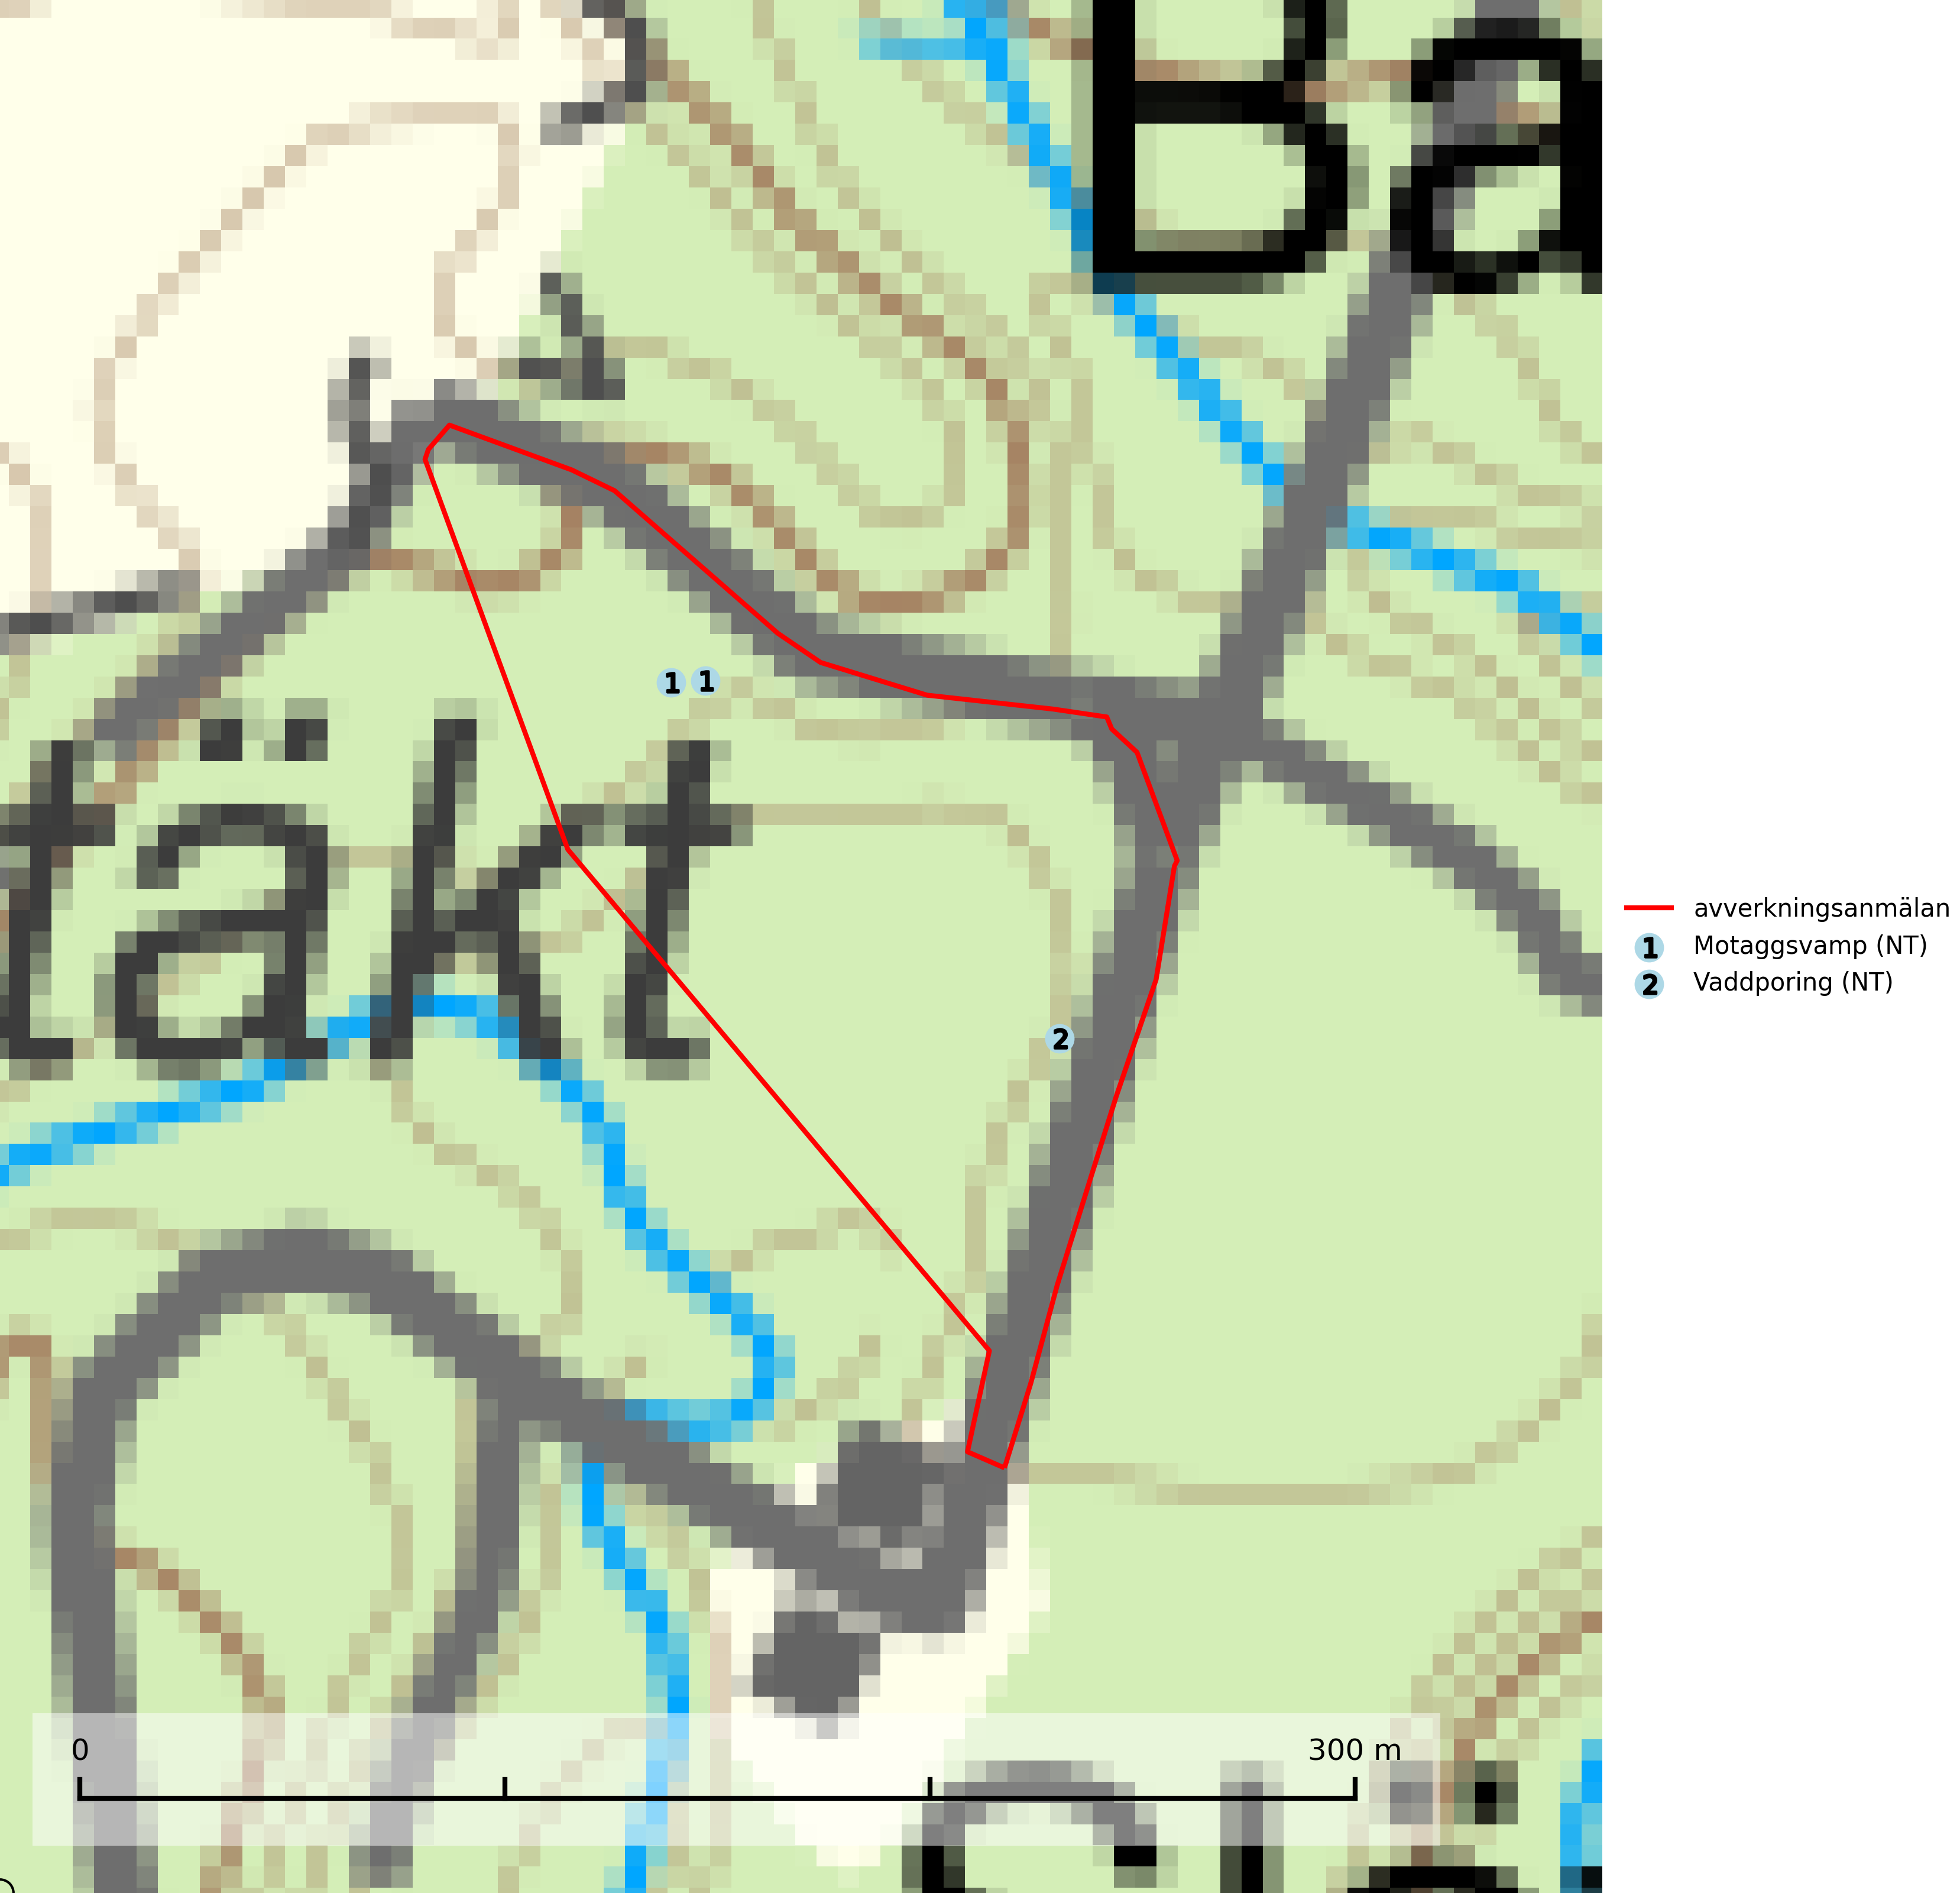 Ba
täkt
1 1
2
avverkningsanmälan
1 Motaggsvamp (NT)
2 Vaddporing (NT)
0 300 m